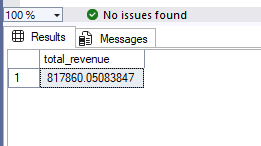 100 % No issues found
Results Messages
total_revenue
1 817860.05083847